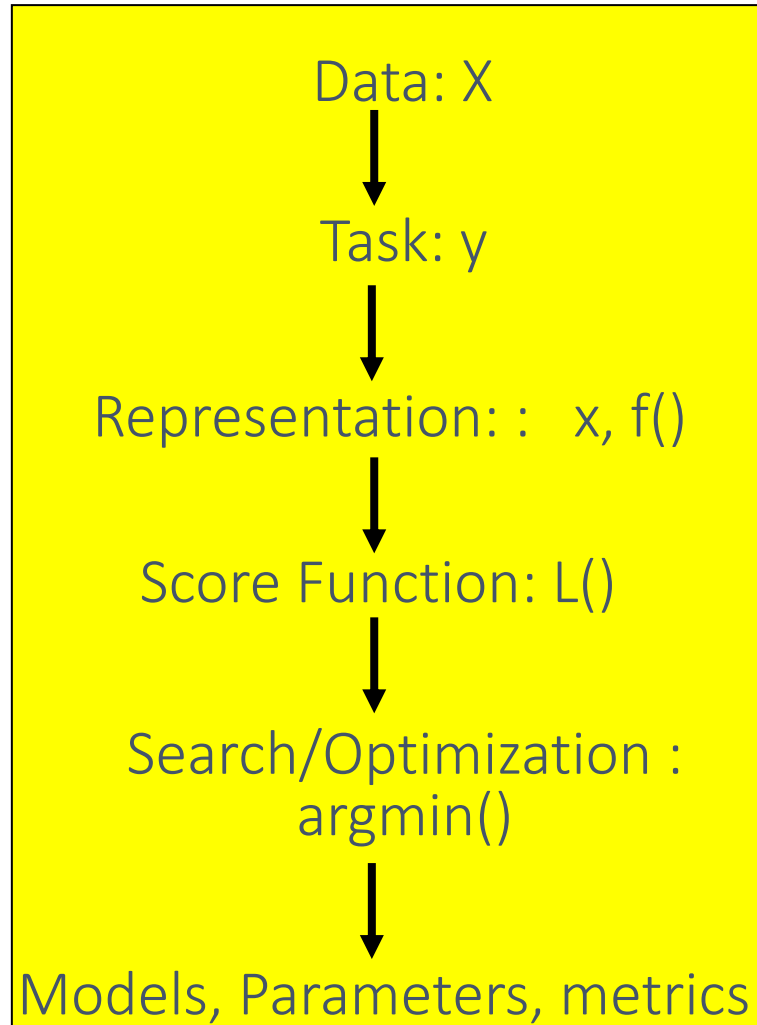 Data: X
Task: y
Representation: : x, f()
Score Function: L()
Search/Optimization :
argmin()
Models, Parameters, metrics